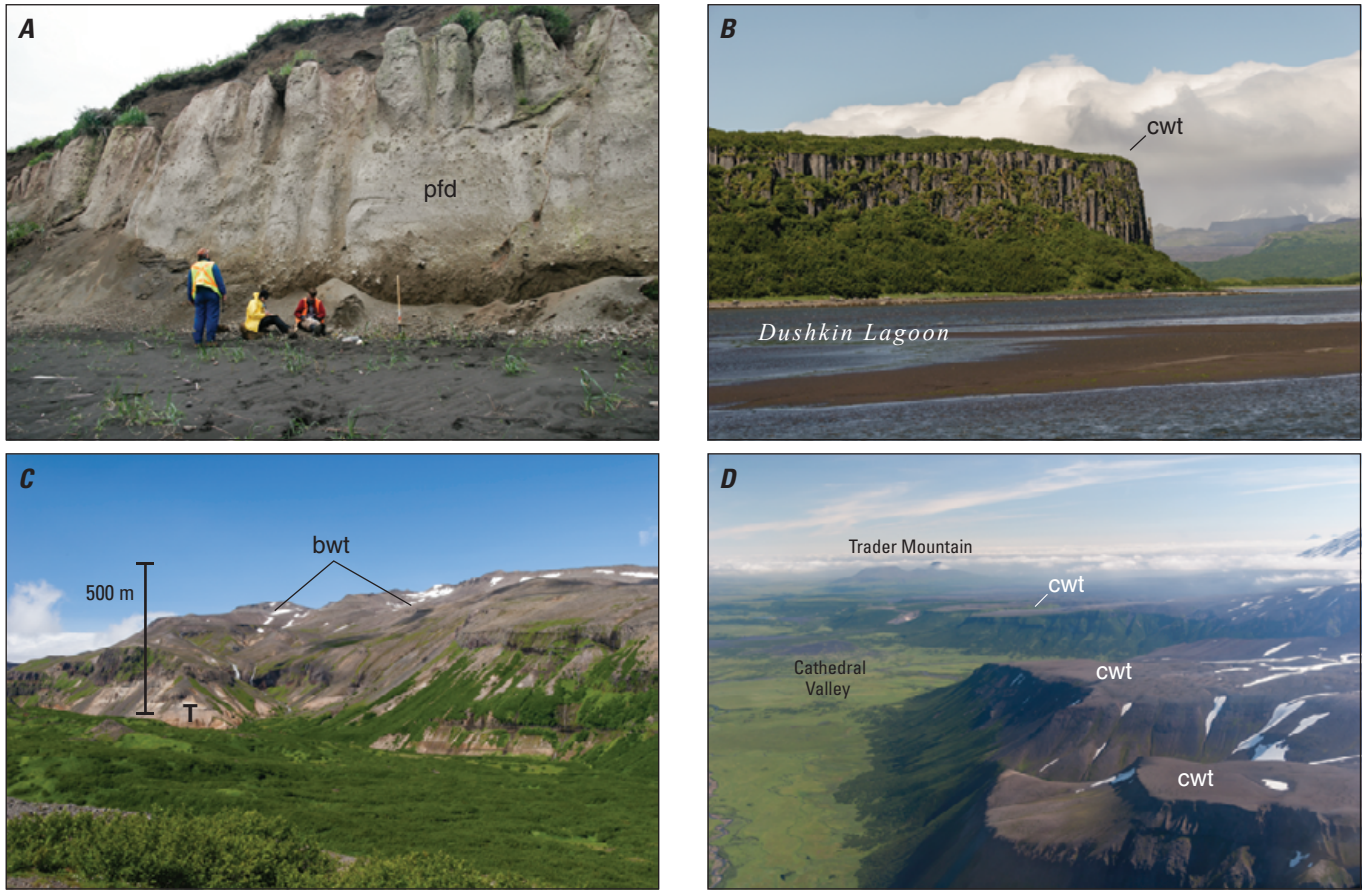 A
pfd
B
cwt
Dushkin Lagoon
C
bwt
500 m
T
D
Trader Mountain
cwt
Cathedral
Valley
cwt
cwt